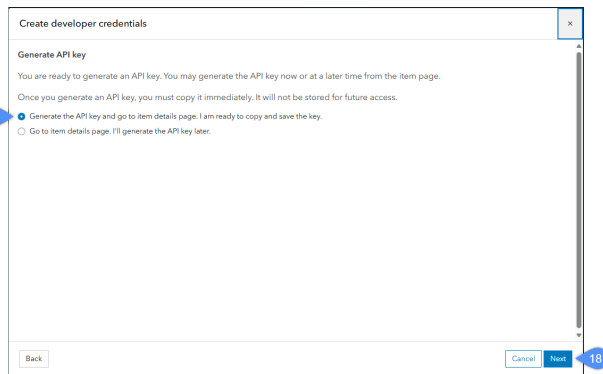 Create developer credentials
×
Generate API key
You are ready to generate an API key. You may generate the API key now or at a later time from the item page.
Once you generate an API key, you must copy it immediately. It will not be stored for future access.
Generate the API key and go to item details page. I am ready to copy and save the key.
Go to item details page. I'll generate the API key later.
Back Cancel Next 18